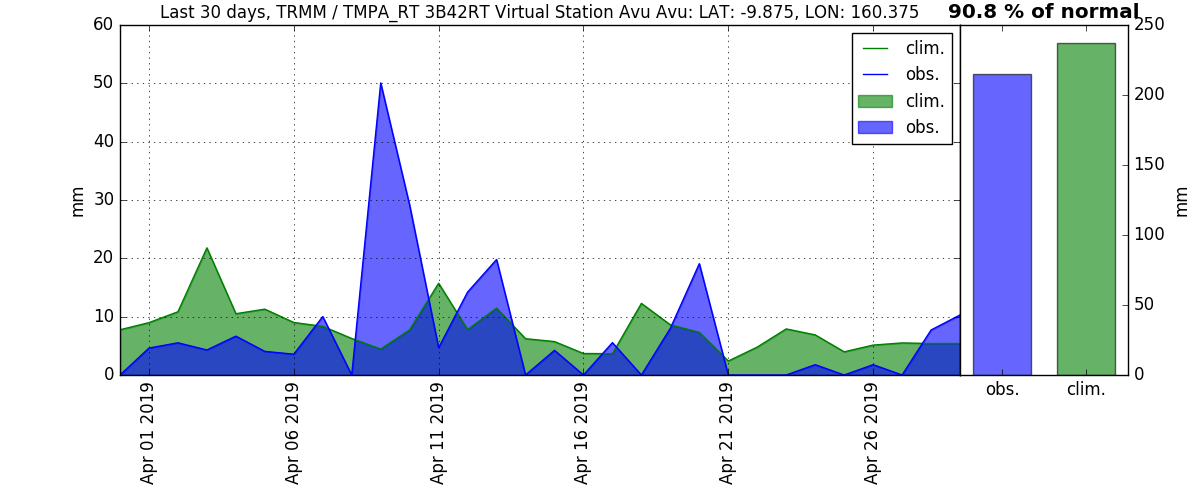 Last 30 days, TRMM / TMPA_RT 3B42RT Virtual Station Avu Avu: LAT: -9.875, LON: 160.375
90.8 % of normal
60
50
40
30
20
10
0
mm
clim.
obs.
clim.
obs.
Apr 01 2019
Apr 06 2019
Apr 11 2019
Apr 16 2019
Apr 21 2019
Apr 26 2019
250
200
150
100
50
0
mm
obs.
clim.